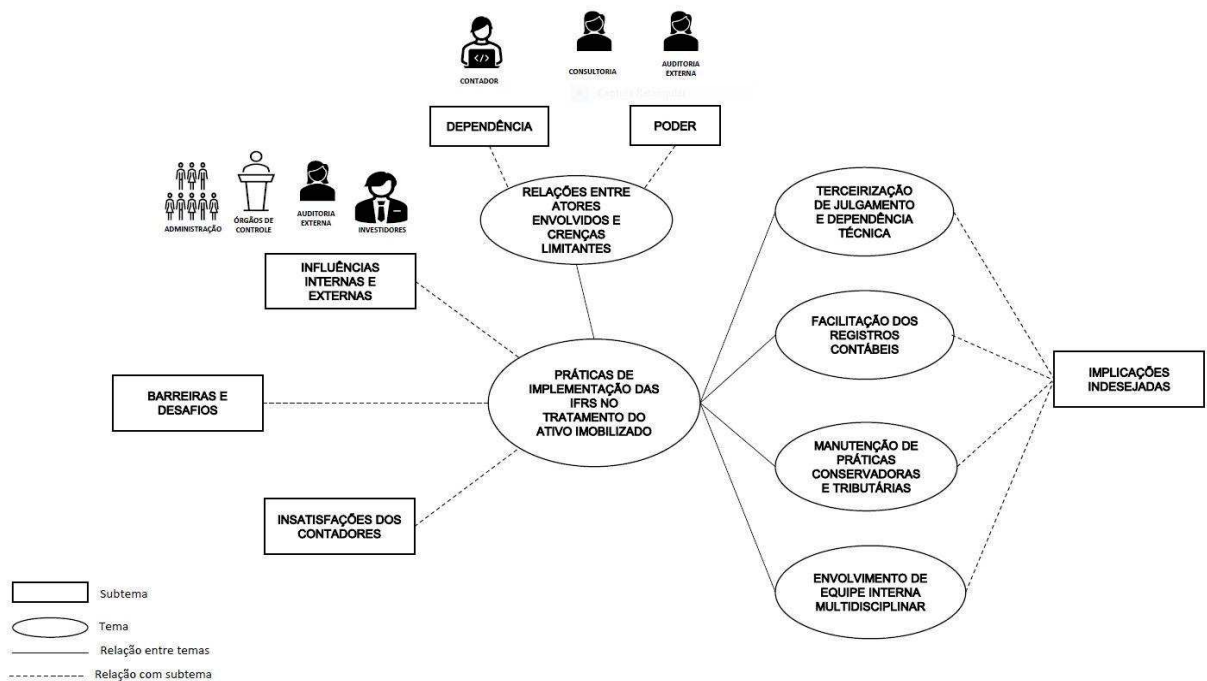 CONTADOR
CONSULTORIA
AUDITORIA
EXTERNA
DEPENDÊNCIA
PODER
ADMINISTRAÇÃO
ÓRGÃOS DE
CONTROLE
AUDITORIA
EXTERNA
INVESTIDORES
RELAÇÕES ENTRE
ATORES
ENVOLVIDOS E
CRENÇAS
LIMITANTES
TERCEIRIZAÇÃO
DE JULGAMENTO
E DEPENDÊNCIA
TÉCNICA
INFLUÊNCIAS
INTERNAS E
EXTERNAS
FACILITAÇÃO DOS
REGISTROS
CONTÁBEIS
BARREIRAS E
DESAFIOS
PRÁTICAS DE
IMPLEMENTAÇÃO DAS
IFRS NO
TRATAMENTO DO
ATIVO IMOBILIZADO
IMPLICAÇÕES
INDESEJADAS
MANUTENÇÃO DE
PRÁTICAS
CONSERVADORAS
E TRIBUTÁRIAS
INSATISFAÇÕES DOS
CONTADORES
ENVOLVIMENTO DE
EQUIPE INTERNA
MULTIDISCIPLINAR
Subtema
Tema
Relação entre temas
Relação com subtema